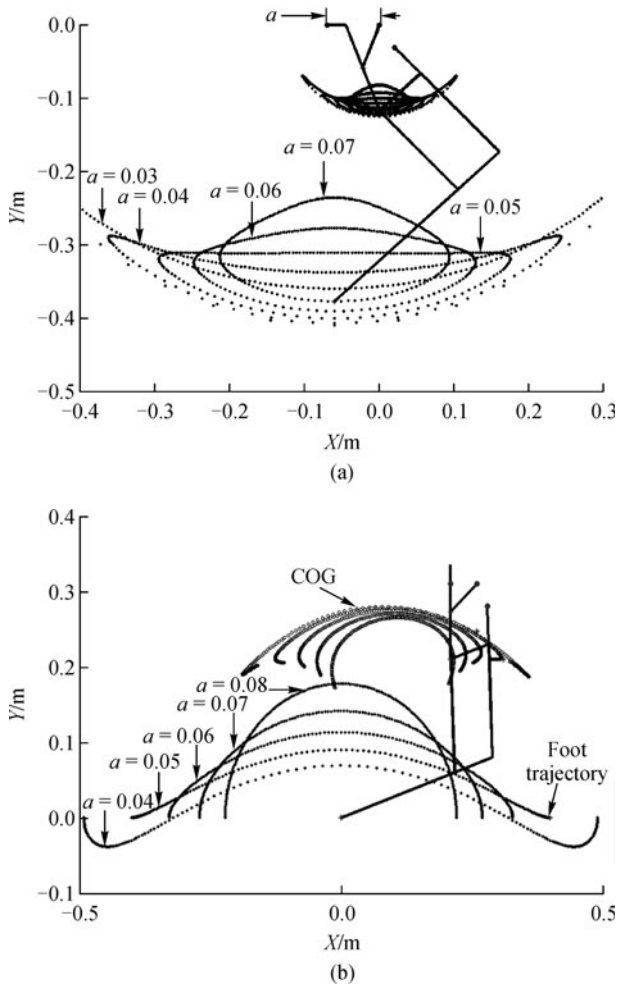 a
0.0
−0.1
−0.2
−0.3
−0.4
−0.5
Y/m
a = 0.07
a = 0.03
a = 0.04
a = 0.06
a = 0.05
−0.4 −0.3 −0.2 −0.1 0.0 0.1 0.2 0.3
X/m
(a)
0.4
0.3
0.2
0.1
0.0
−0.1
Y/m
COG
a = 0.08
a = 0.07
a = 0.06
a = 0.05
a = 0.04
Foot
trajectory
−0.5 0.0 0.5
X/m
(b)